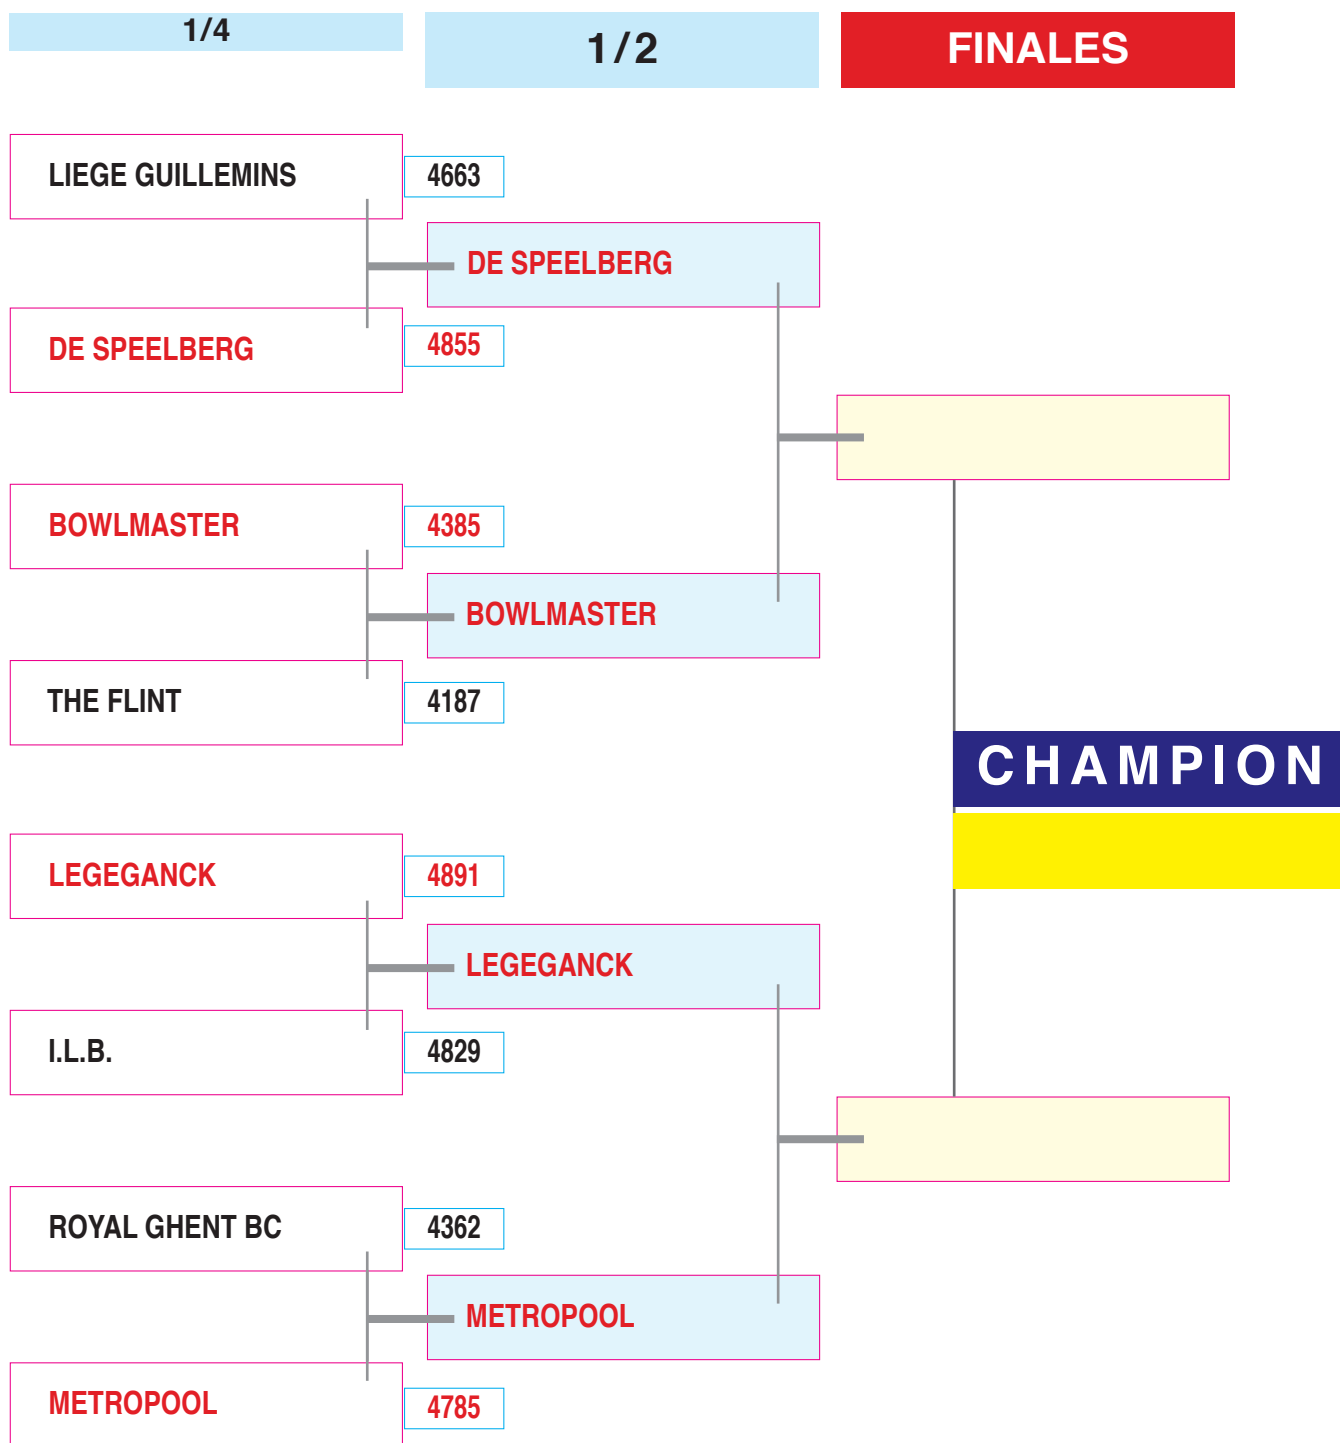 1/4
1/2
FINALES
LIEGE GUILLEMINS
4663
DE SPEELBERG
DE SPEELBERG
4855
BOWLMASTER
4385
BOWLMASTER
THE FLINT
4187
CHAMPION
LEGEGANCK
4891
LEGEGANCK
I.L.B.
4829
ROYAL GHENT BC
4362
METROPOOL
METROPOOL
4785